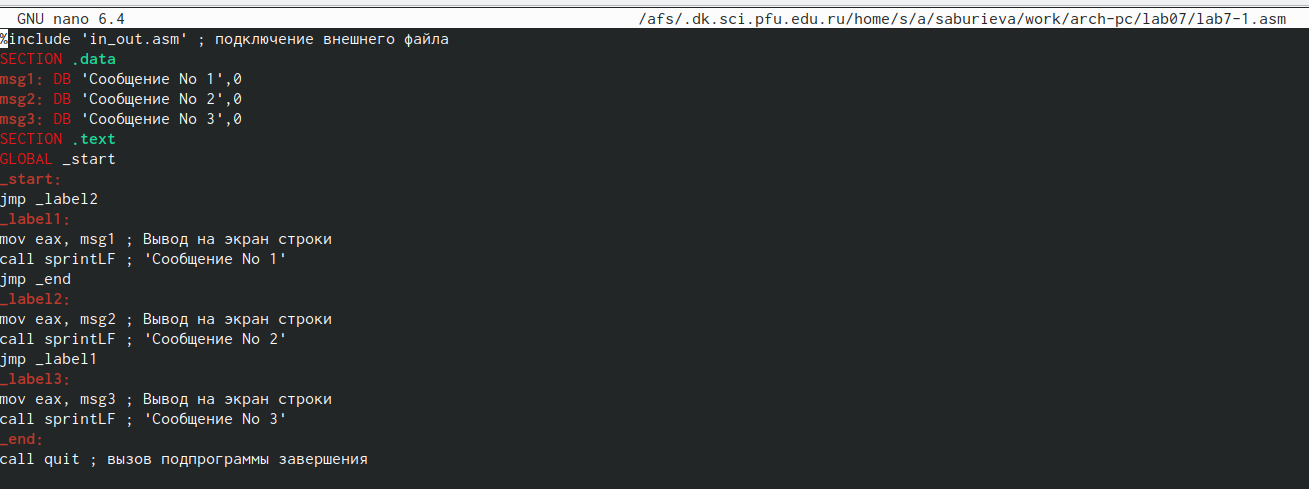 GNU nano 6.4 /afs/.dk.sci.pfu.edu.ru/home/s/a/saburieva/work/arch-pc/lab07/lab7-1.asm
%include 'in_out.asm' ; подключение внешнего файла
SECTION .data
msg1: DB 'Сообщение No 1',0
msg2: DB 'Сообщение No 2',0
msg3: DB 'Сообщение No 3',0
SECTION .text
GLOBAL _start
_start:
jmp _label2
_label1:
mov eax, msg1 ; Вывод на экран строки
call sprintLF ; 'Сообщение No 1'
jmp _end
_label2:
mov eax, msg2 ; Вывод на экран строки
call sprintLF ; 'Сообщение No 2'
jmp _label1
_label3:
mov eax, msg3 ; Вывод на экран строки
call sprintLF ; 'Сообщение No 3'
_end:
call quit ; вызов подпрограммы завершения